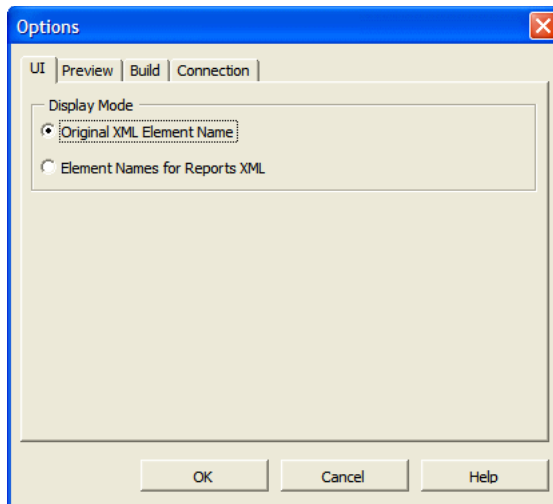 Options
UI Preview Build Connection
Display Mode
Original XML Element Name
Element Names for Reports XML
OK Cancel Help